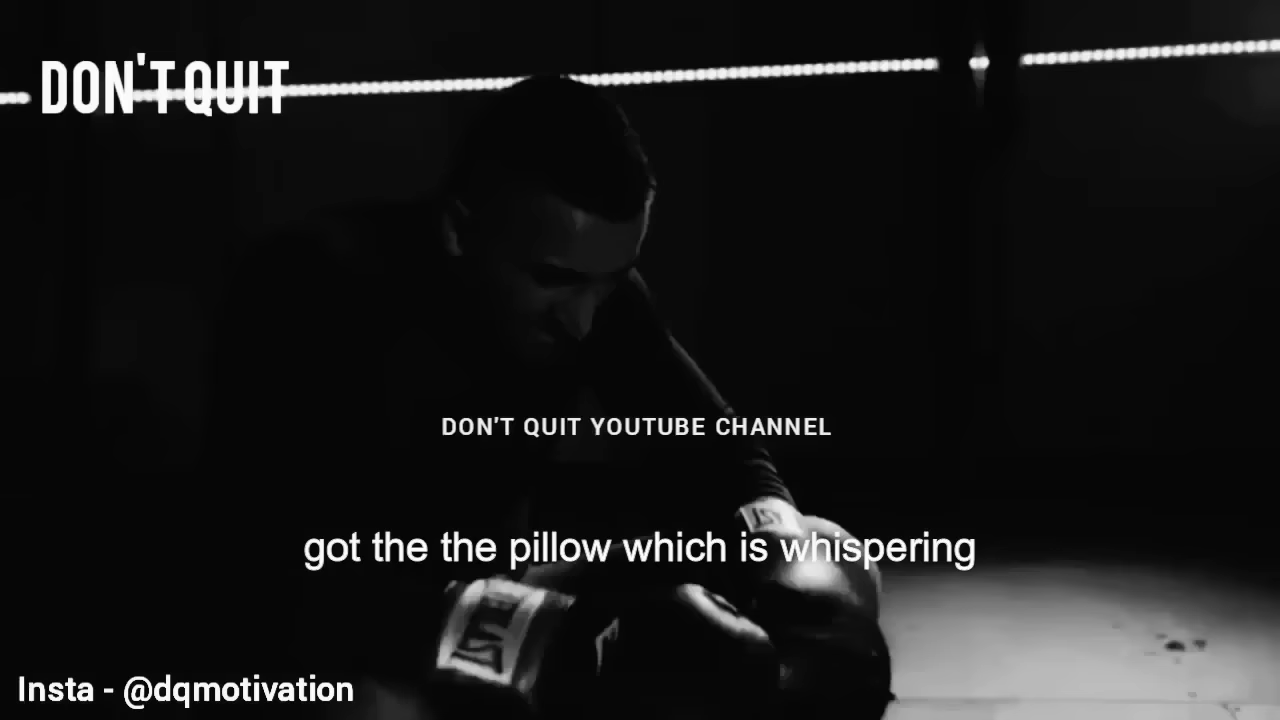 DON'T QUIT
DON'T QUIT YOUTUBE CHANNEL
got the the pillow which is whispering
Insta - @dqmotivation